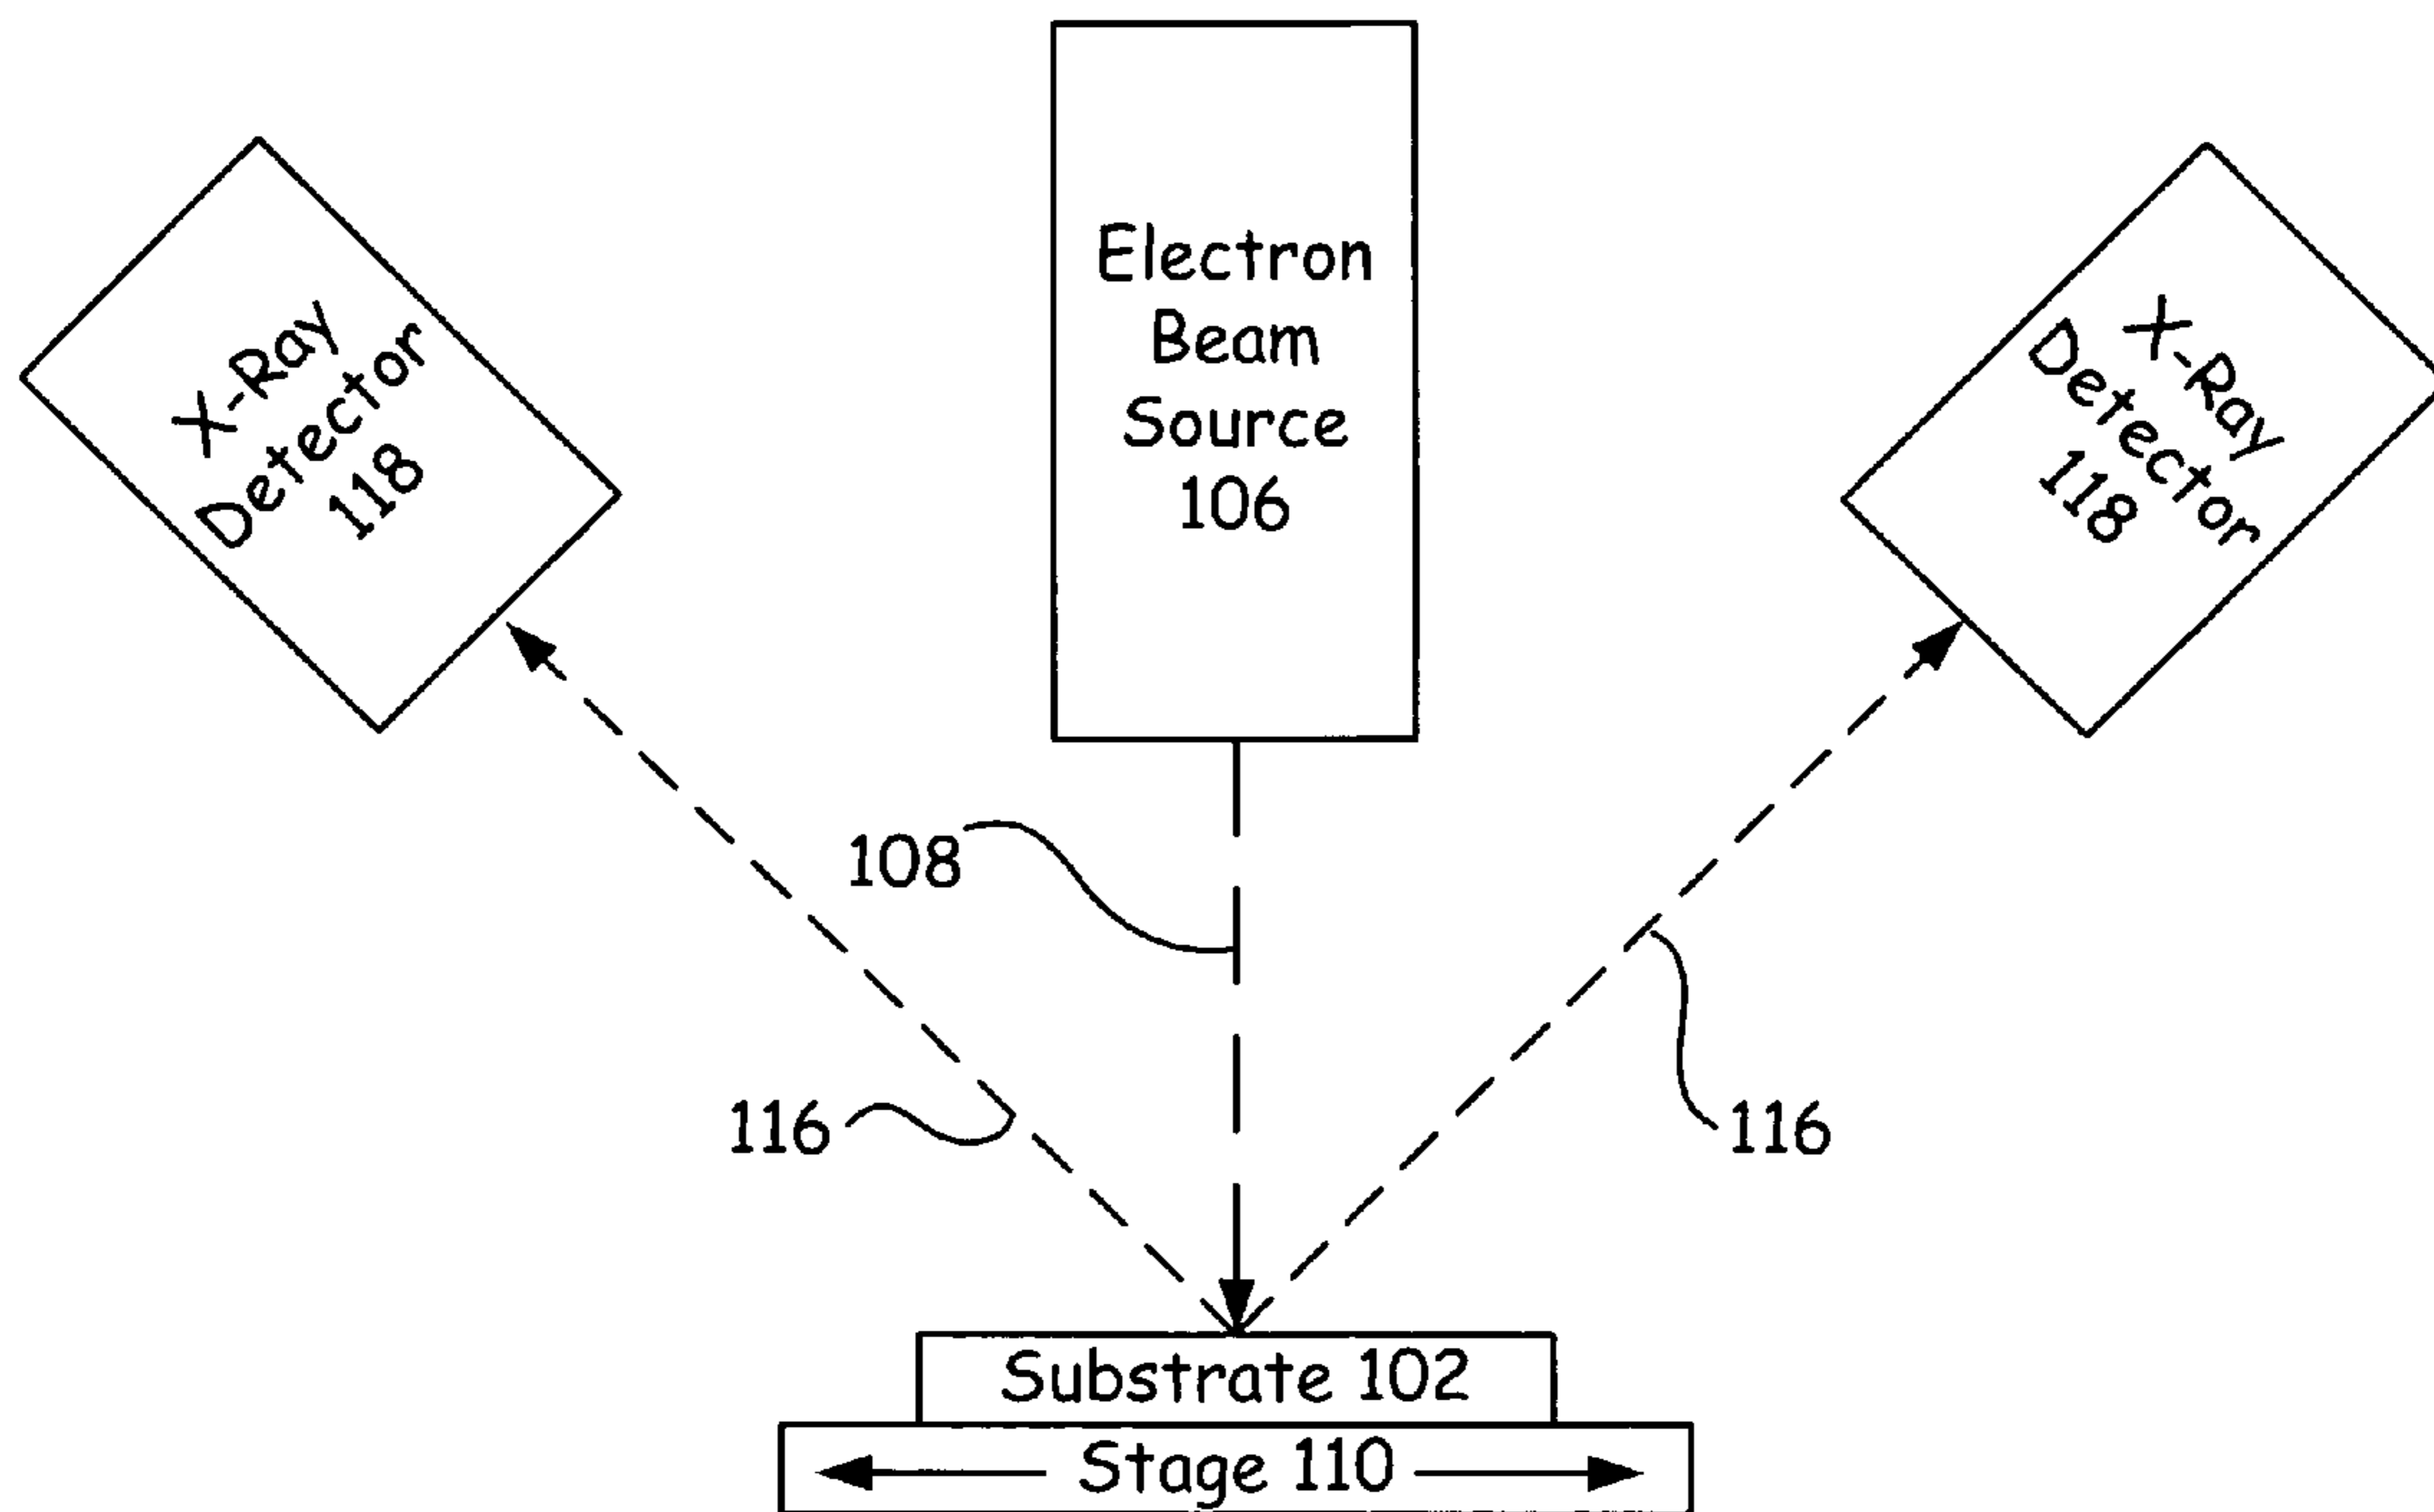 Electron
Beam
Source
106
X-Ray
Detector
118
X-Ray
Detector
118
108
116
116
Substrate 102
Stage 110